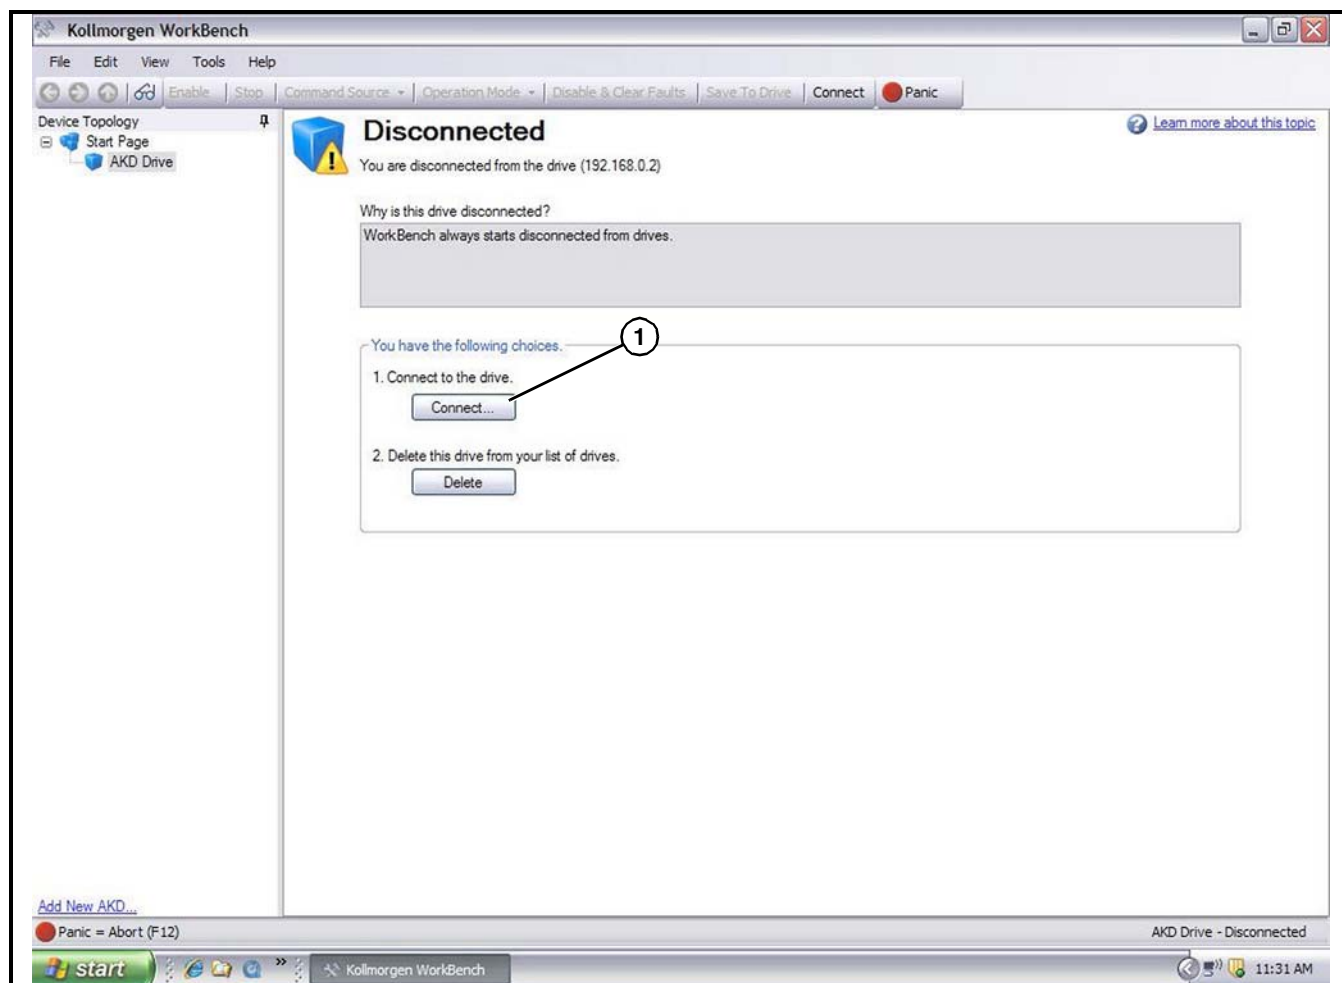 Kollmorgen WorkBench
File Edit View Tools Help
Enable Stop Command Source Operation Mode Disable & Clear Faults Save To Drive Connect Panic
Device Topology
Start Page
AKD Drive
Disconnected
Learn more about this topic
You are disconnected from the drive (192.168.0.2)
Why is this drive disconnected?
WorkBench always starts disconnected from drives.
1
You have the following choices.
1. Connect to the drive.
Connect...
2. Delete this drive from your list of drives.
Delete
Add New AKD...
Panic = Abort (F12)
AKD Drive - Disconnected
start
Kollmorgen WorkBench
11:31 AM